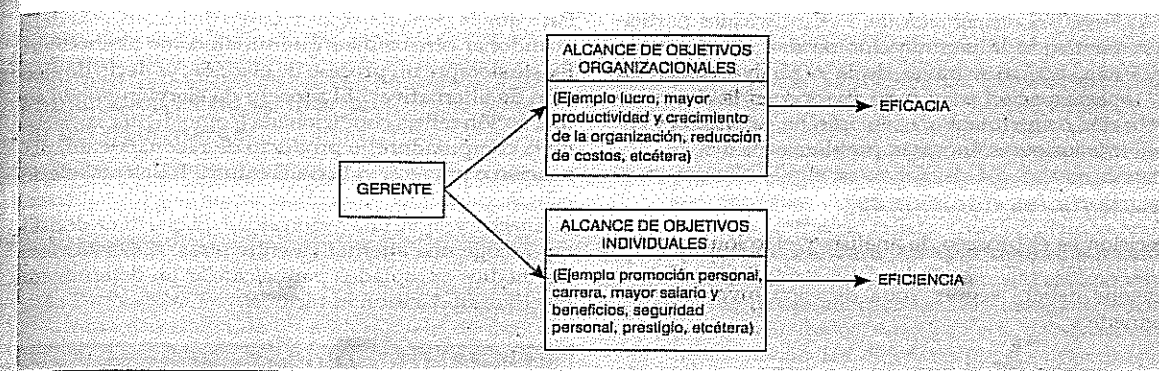 ALCANCE DE OBJETIVOS
ORGANIZACIONALES
(Ejemplo lucro, mayor
productividad y crecimiento
de la organización, reducción
de costos, etcétera)
EFICACIA
GERENTE
ALCANCE DE OBJETIVOS
INDIVIDUALES
(Ejemplo promoción personal,
carrera, mayor salario y
beneficios, seguridad
personal, prestigio, etcétera)
EFICIENCIA